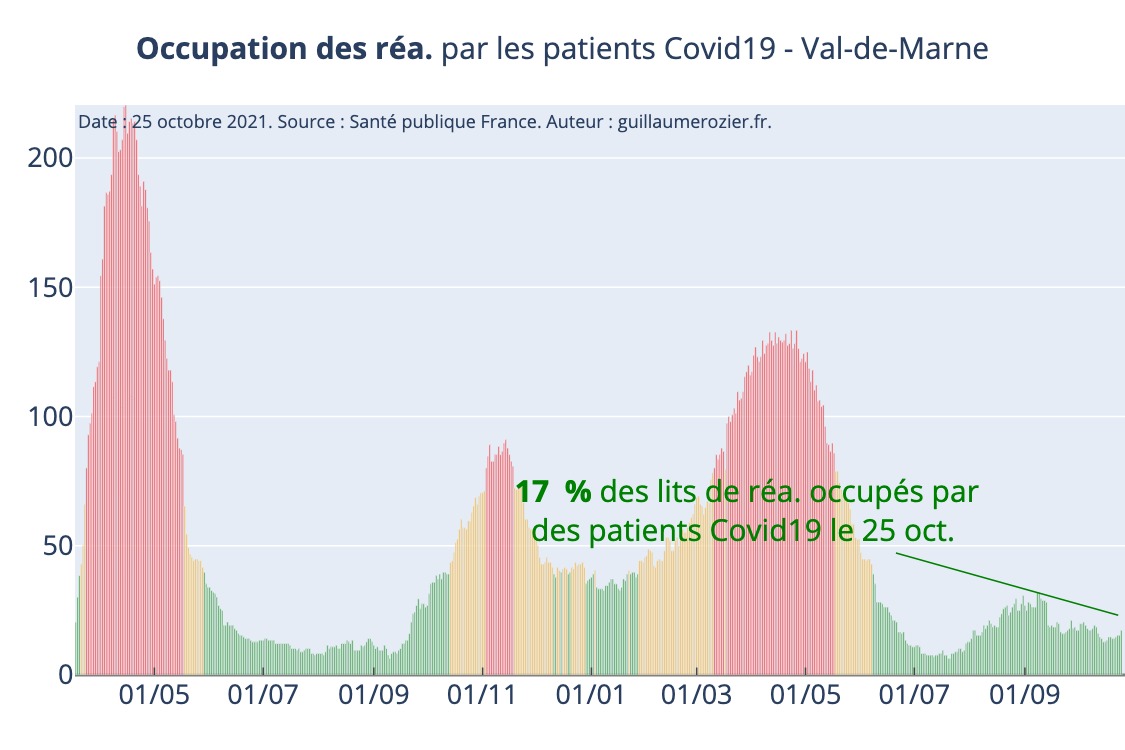 Occupation des réa. par les patients Covid19 - Val-de-Marne
Date : 25 octobre 2021. Source : Santé publique France. Auteur : guillaumerozier.fr.
200
150
100
50
0
17 % des lits de réa. occupés par
des patients Covid19 le 25 oct.
01/05 01/07 01/09 01/11 01/01 01/03 01/05 01/07 01/09